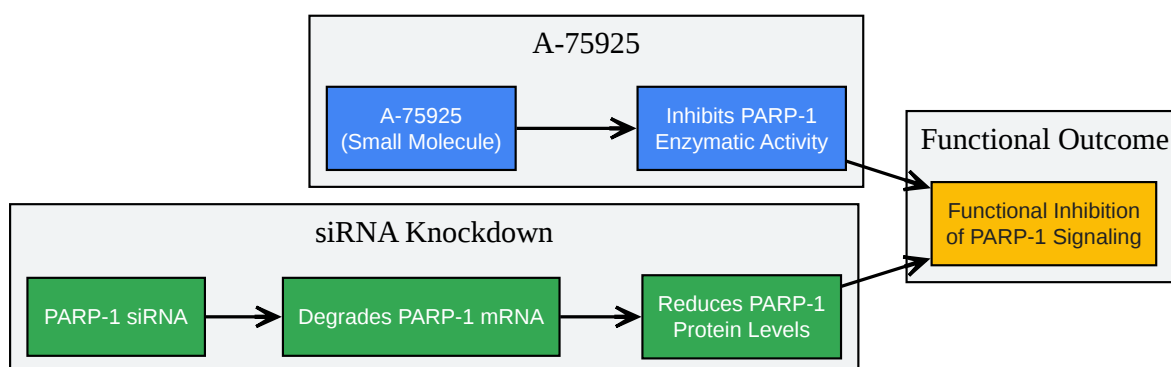 A-75925
A-75925
(Small Molecule)
Inhibits PARP-1
Enzymatic Activity
Functional Outcome
Functional Inhibition
of PARP-1 Signaling
siRNA Knockdown
PARP-1 siRNA
Degrades PARP-1 mRNA
Reduces PARP-1
Protein Levels